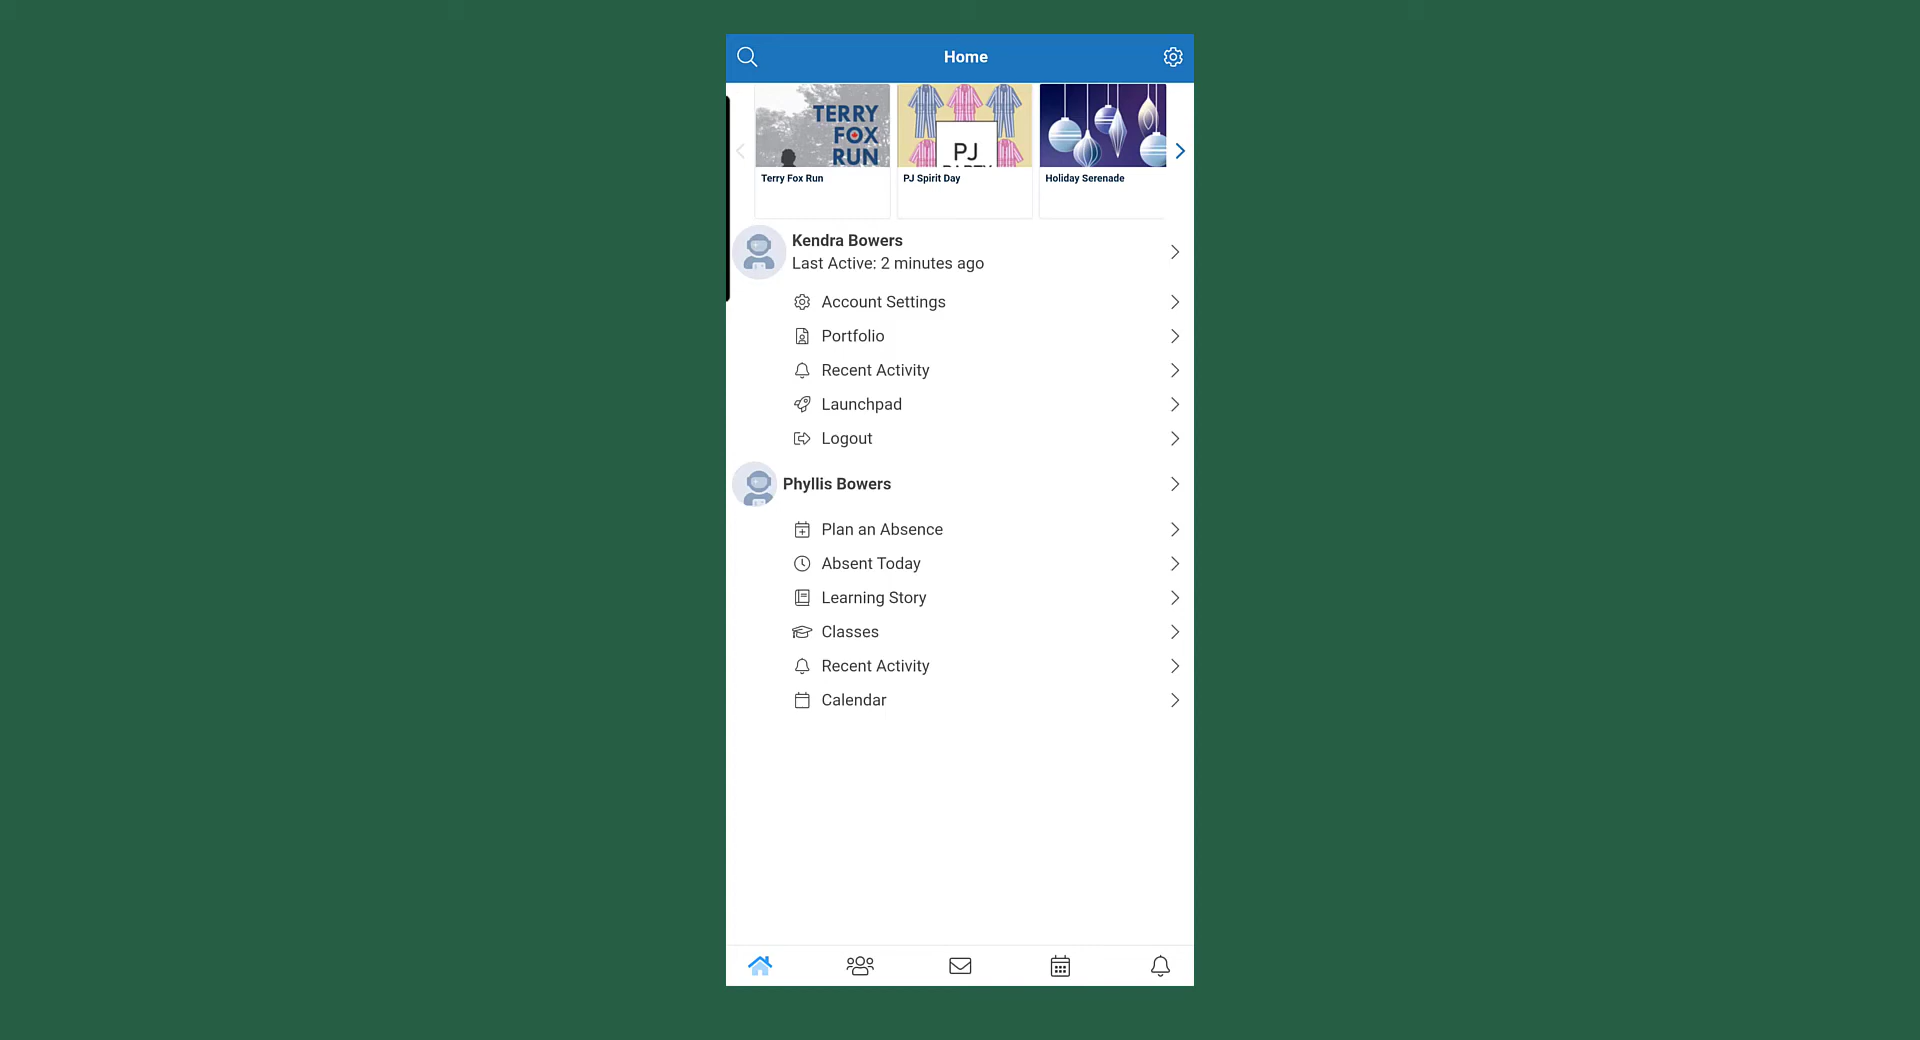 Home
TERRY
FOX
RUN
PJ
PARTY
Terry Fox Run
PJ Spirit Day
Holiday Serenade
Kendra Bowers
Last Active: 2 minutes ago
Account Settings
Portfolio
Recent Activity
Launchpad
Logout
Phyllis Bowers
Plan an Absence
Absent Today
Learning Story
Classes
Recent Activity
Calendar